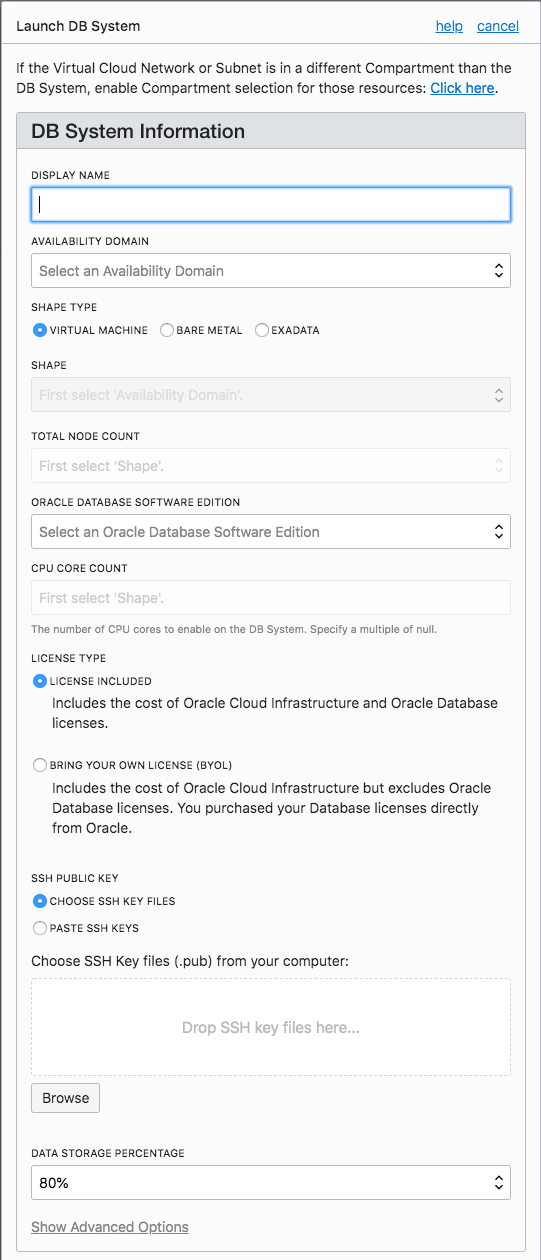 Launch DB System help cancel
If the Virtual Cloud Network or Subnet is in a different Compartment than the
DB System, enable Compartment selection for those resources: Click here.
DB System Information
DISPLAY NAME
AVAILABILITY DOMAIN
Select an Availability Domain
SHAPE TYPE
VIRTUAL MACHINE BARE METAL EXADATA
SHAPE
First select 'Availability Domain'.
TOTAL NODE COUNT
First select 'Shape'.
ORACLE DATABASE SOFTWARE EDITION
Select an Oracle Database Software Edition
CPU CORE COUNT
First select 'Shape'.
The number of CPU cores to enable on the DB System. Specify a multiple of null.
LICENSE TYPE
LICENSE INCLUDED
Includes the cost of Oracle Cloud Infrastructure and Oracle Database
licenses.
BRING YOUR OWN LICENSE (BYOL)
Includes the cost of Oracle Cloud Infrastructure but excludes Oracle
Database licenses. You purchased your Database licenses directly
from Oracle.
SSH PUBLIC KEY
CHOOSE SSH KEY FILES
PASTE SSH KEYS
Choose SSH Key files (.pub) from your computer:
Drop SSH key files here...
Browse
DATA STORAGE PERCENTAGE
80%
Show Advanced Options